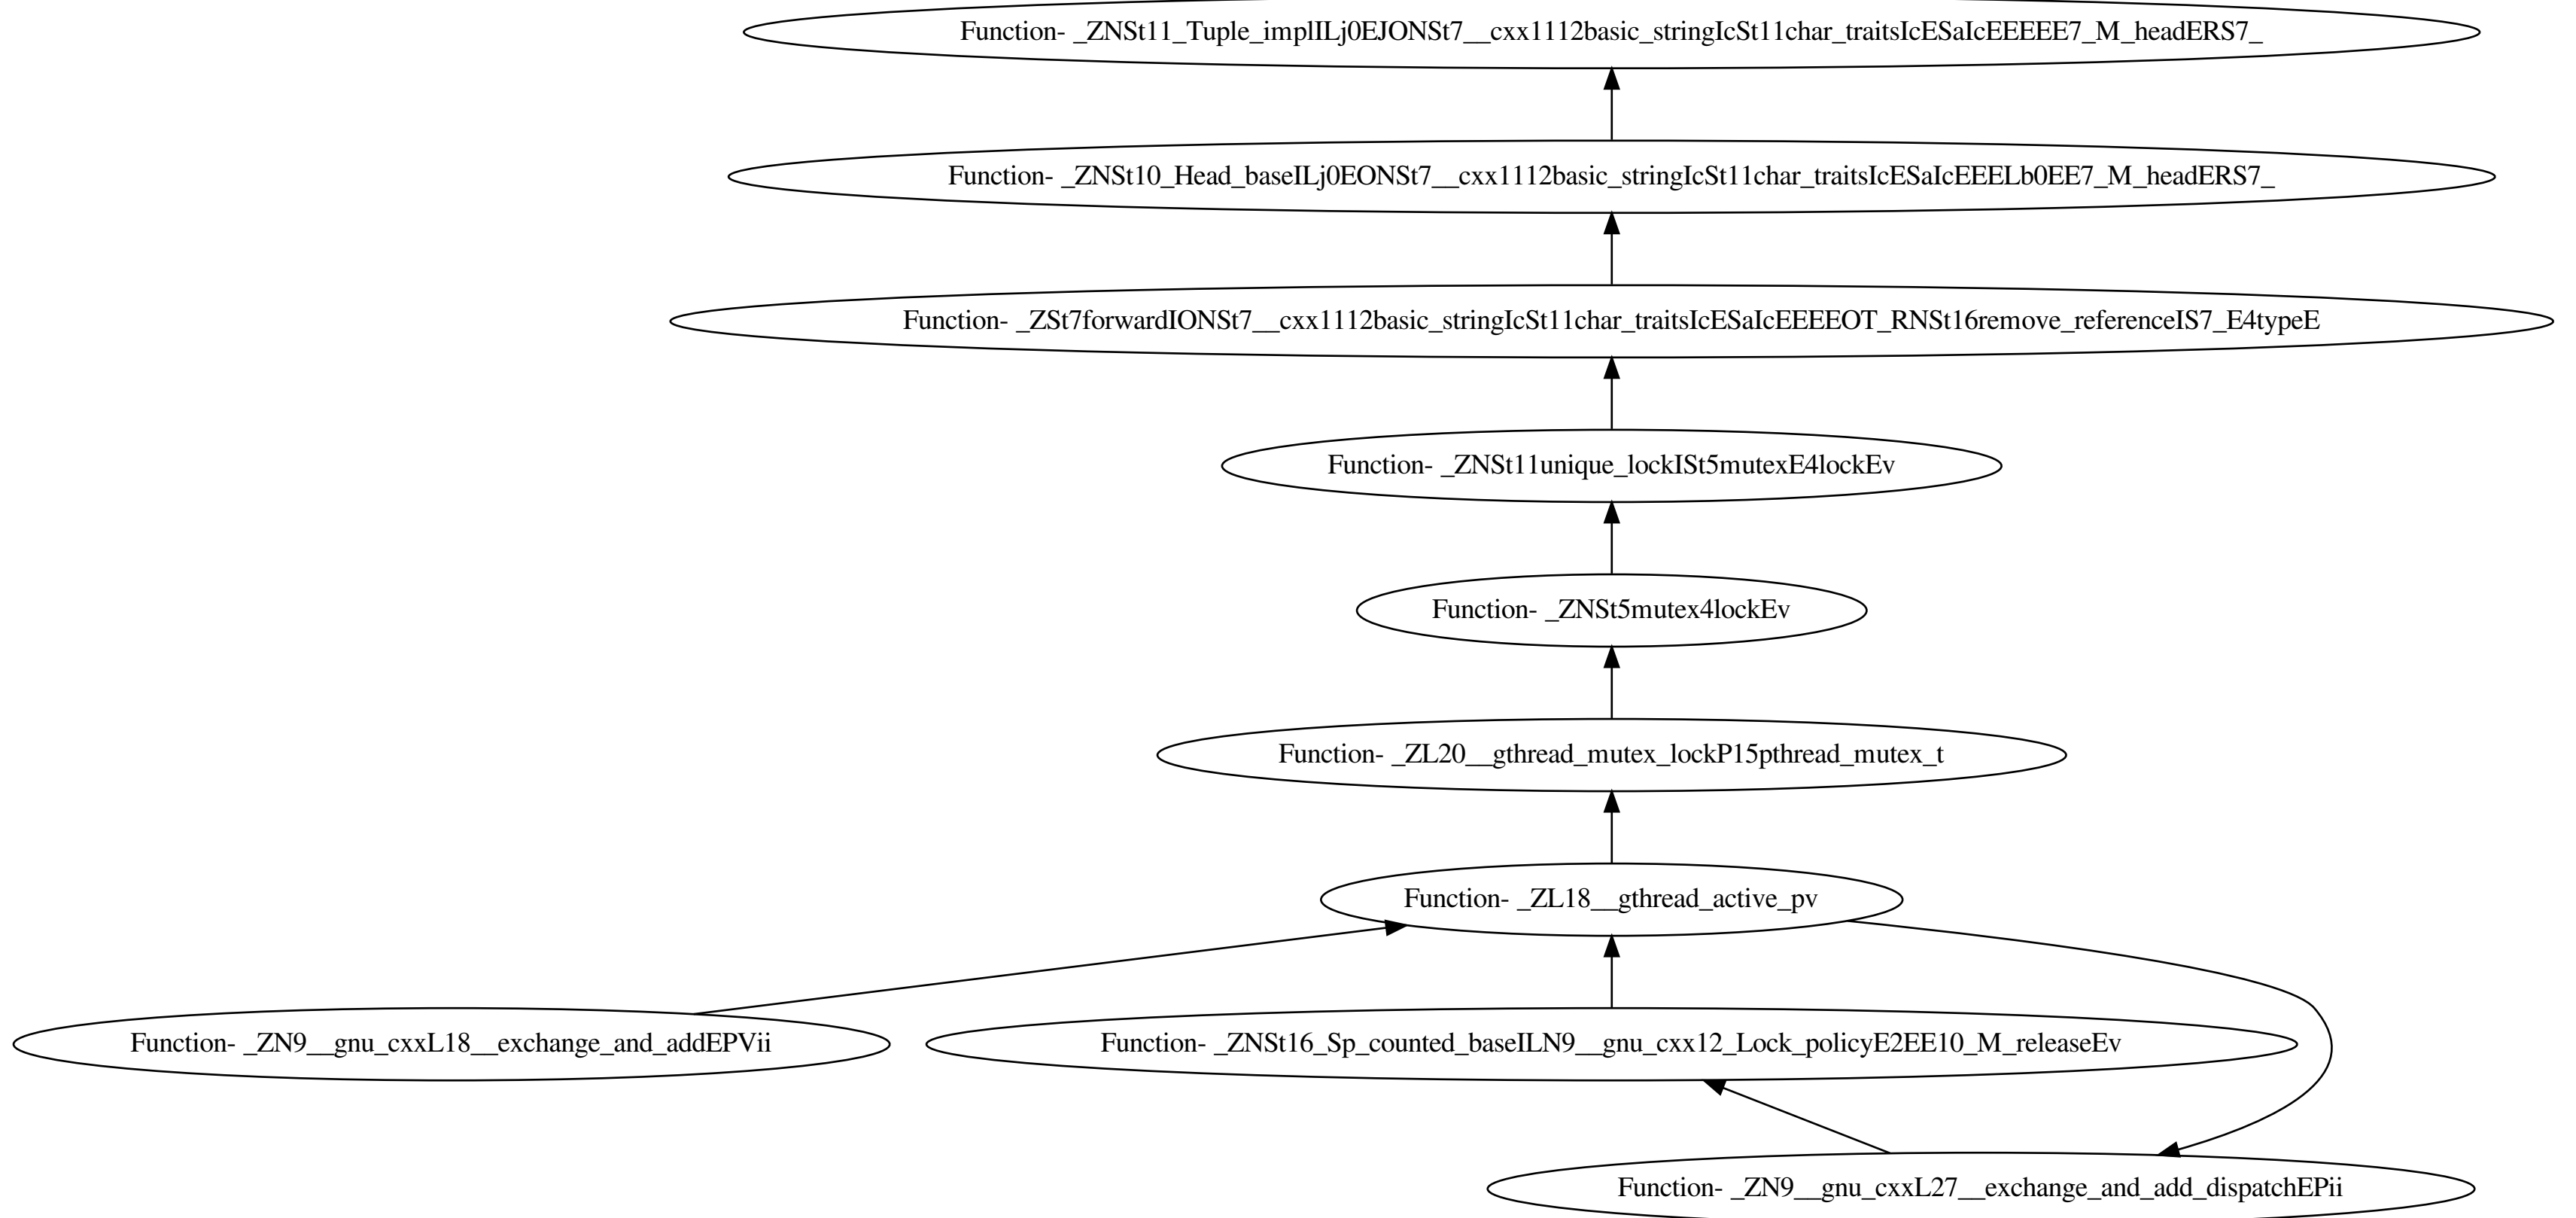 Function- _ZNSt11_Tuple_implILj0EJONSt7__cxx1112basic_stringIcSt11char_traitsIcESaIcEEEEE7_M_headERS7_
Function- _ZNSt10_Head_baseILj0EONSt7__cxx1112basic_stringIcSt11char_traitsIcESaIcEEELb0EE7_M_headERS7_
Function- _ZSt7forwardIONSt7__cxx1112basic_stringIcSt11char_traitsIcESaIcEEEEOT_RNSt16remove_referenceIS7_E4typeE
Function- _ZNSt11unique_lockISt5mutexE4lockEv
Function- _ZNSt5mutex4lockEv
Function- _ZL20__gthread_mutex_lockP15pthread_mutex_t
Function- _ZL18__gthread_active_pv
Function- _ZN9__gnu_cxxL18__exchange_and_addEPVii
Function- _ZNSt16_Sp_counted_baseILN9__gnu_cxx12_Lock_policyE2EE10_M_releaseEv
Function- _ZN9__gnu_cxxL27__exchange_and_add_dispatchEPii